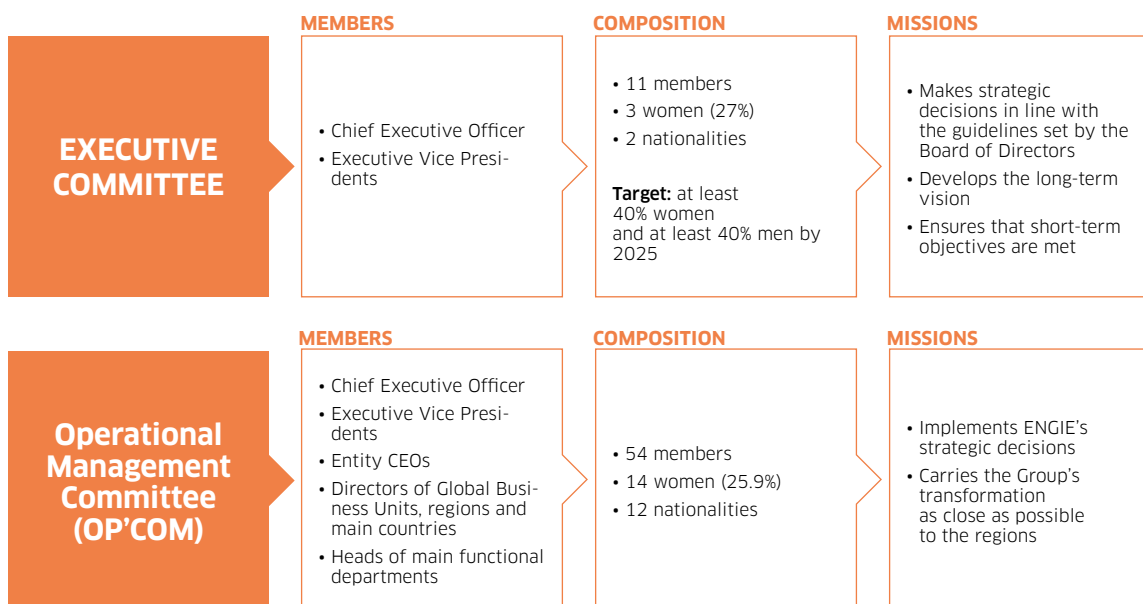 MEMBERS
COMPOSITION
MISSIONS
EXECUTIVE
COMMITTEE
• Chief Executive Officer
• Executive Vice Presi-
dents
• 11 members
• 3 women (27%)
• 2 nationalities
Target: at least
40% women
and at least 40% men by
2025
• Makes strategic
decisions in line with
the guidelines set by the
Board of Directors
• Develops the long-term
vision
• Ensures that short-term
objectives are met
MEMBERS
COMPOSITION
MISSIONS
Operational
Management
Committee
(OP’COM)
• Chief Executive Officer
• Executive Vice Presi-
dents
• Entity CEOs
• Directors of Global Busi-
ness Units, regions and
main countries
• Heads of main functional
departments
• 54 members
• 14 women (25.9%)
• 12 nationalities
• Implements ENGIE’s
strategic decisions
• Carries the Group’s
transformation
as close as possible
to the regions